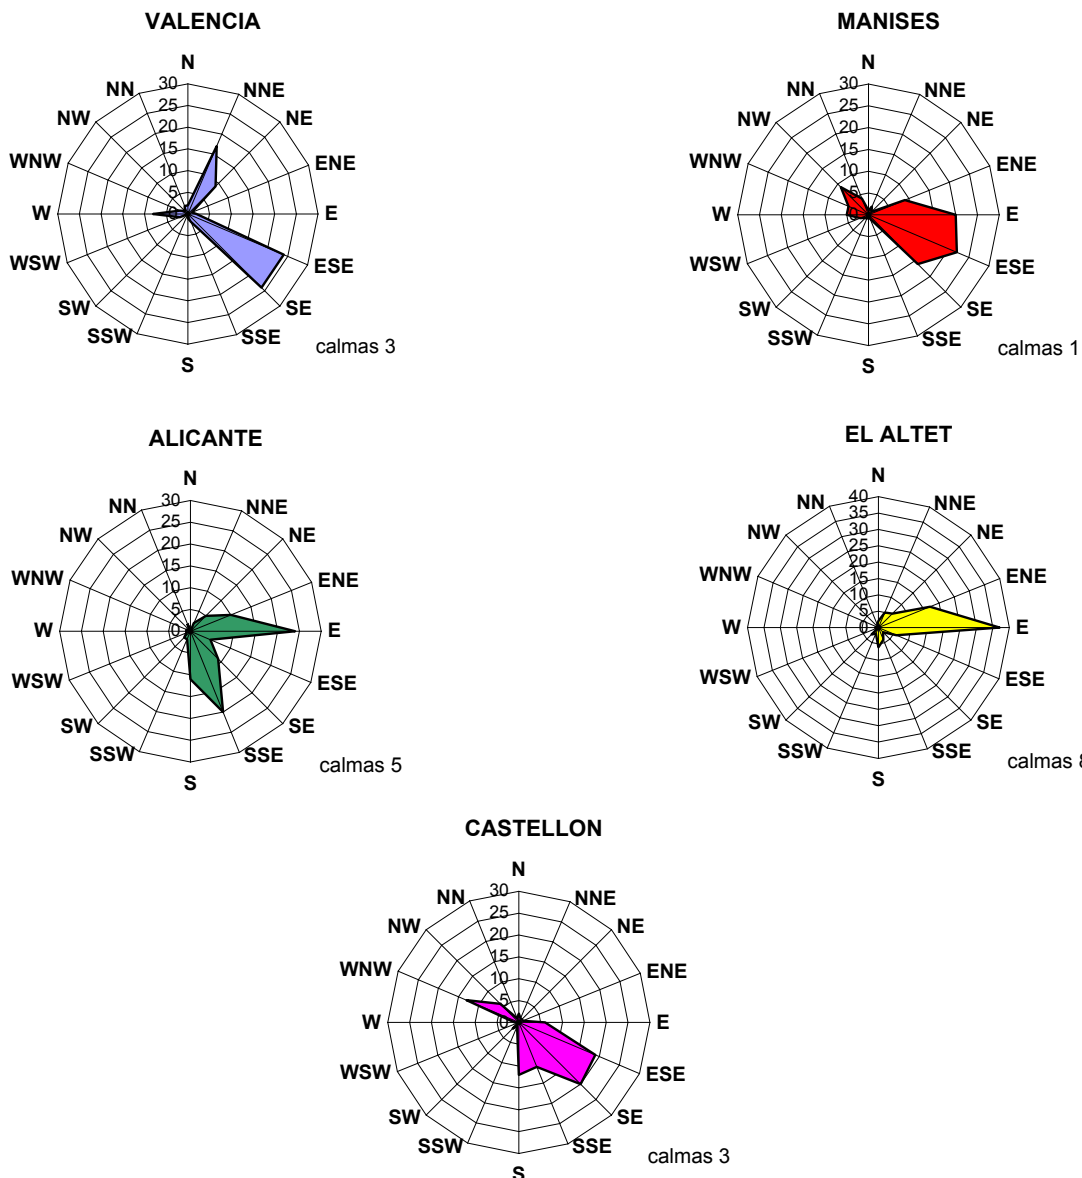 VALENCIA
N
NNE
NE
ENE
E
ESE
SE
SSE
S
SSW
SW
WSW
W
WNW
NW
NN
30
25
20
15
10
5
0
calmas 3
MANISES
N
NNE
NE
ENE
E
ESE
SE
SSE
S
SSW
SW
WSW
W
WNW
NW
NN
30
25
20
15
10
5
0
calmas 1
ALICANTE
N
NNE
NE
ENE
E
ESE
SE
SSE
S
SSW
SW
WSW
W
WNW
NW
NN
30
25
20
15
10
5
0
calmas 5
EL ALTET
N
NNE
NE
ENE
E
ESE
SE
SSE
S
SSW
SW
WSW
W
WNW
NW
NN
40
35
30
25
20
15
10
5
0
calmas 8
CASTELLON
N
NNE
NE
ENE
E
ESE
SE
SSE
S
SSW
SW
WSW
W
WNW
NW
NN
30
25
20
15
10
5
0
calmas 3